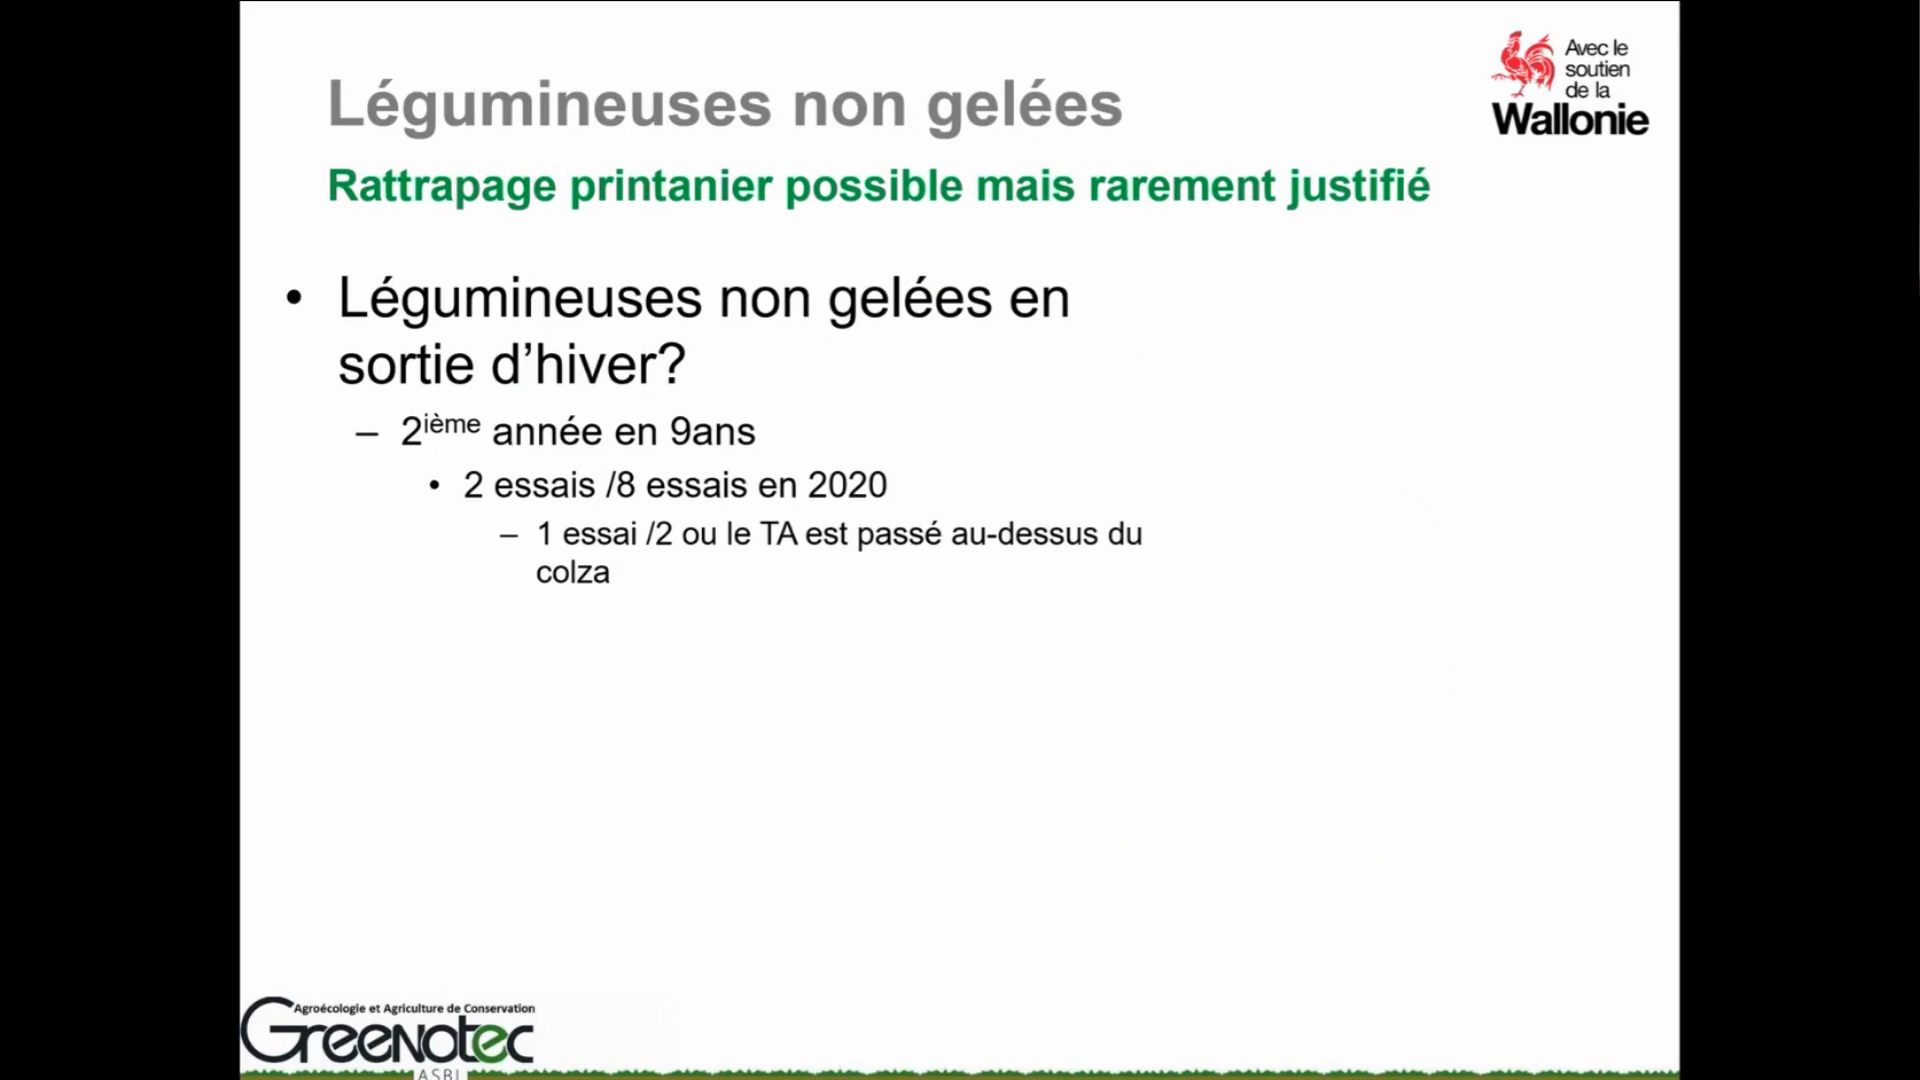 Légumineuses non gelées
Rattrapage printanier possible mais rarement justifié
Avec le
soutien
de la
Wallonie
• Légumineuses non gelées en
sortie d’hiver?
– 2ième année en 9ans
• 2 essais /8 essais en 2020
– 1 essai /2 ou le TA est passé au-dessus du
colza
Agroécologie et Agriculture de Conservation
Greenotec
ASBL